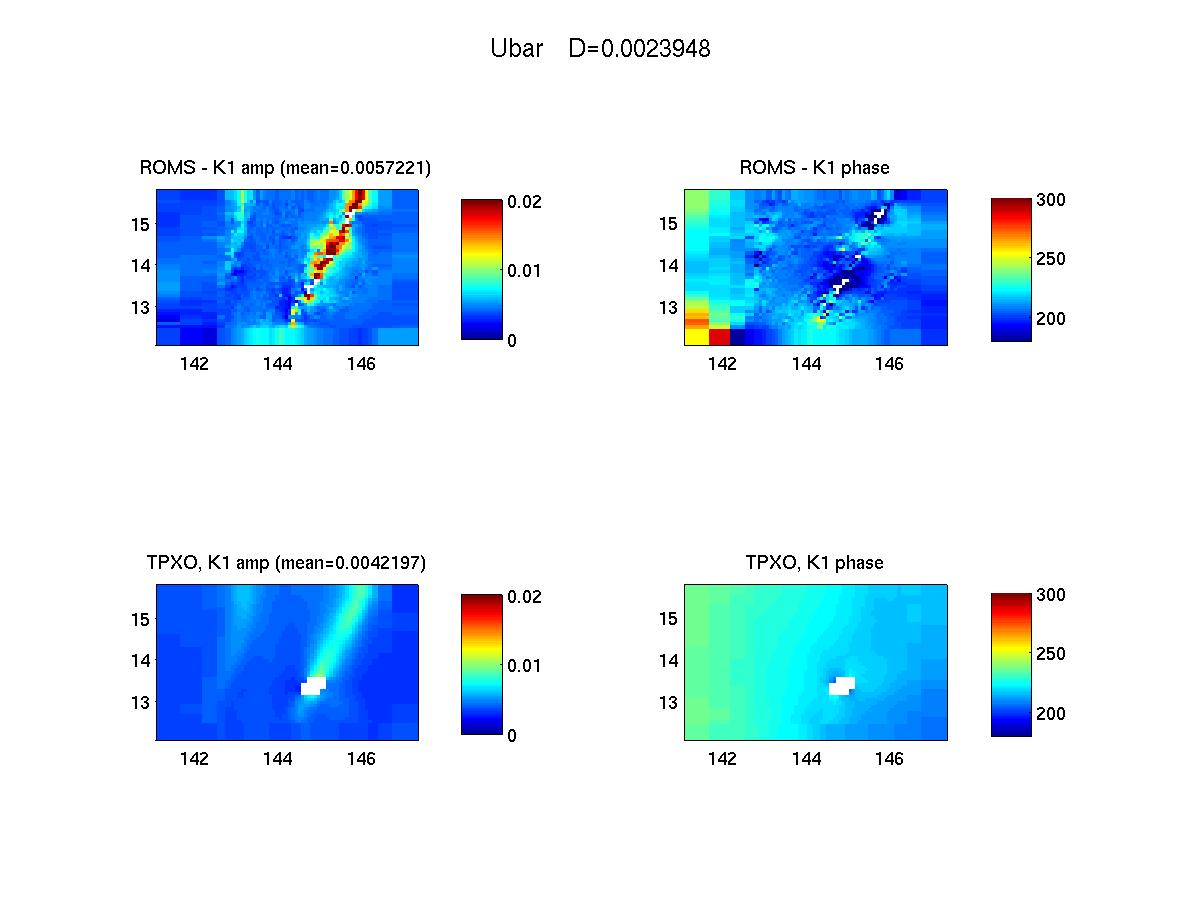 Ubar D=0.0023948
ROMS - K1 amp (mean=0.0057221)
15
14
13
142 144 146
0.02
0.01
0
ROMS - K1 phase
15
14
13
142 144 146
300
250
200
TPXO, K1 amp (mean=0.0042197)
15
14
13
142 144 146
0.02
0.01
0
TPXO, K1 phase
15
14
13
142 144 146
300
250
200